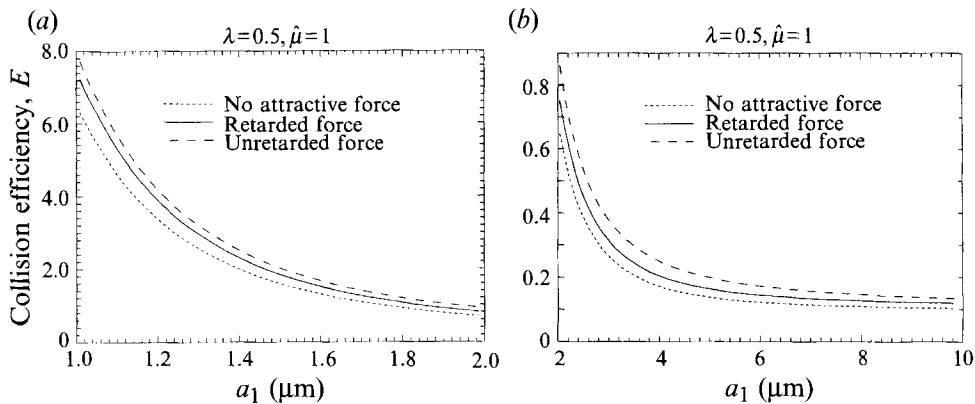 (a)
λ=0.5, μ̂=1
Collision efficiency, E
8.0
6.0
4.0
2.0
0
No attractive force
Retarded force
Unretarded force
1.0 1.2 1.4 1.6 1.8 2.0
a₁ (μm)
(b)
λ=0.5, μ̂=1
0.8
0.6
0.4
0.2
0
No attractive force
Retarded force
Unretarded force
2 4 6 8 10
a₁ (μm)